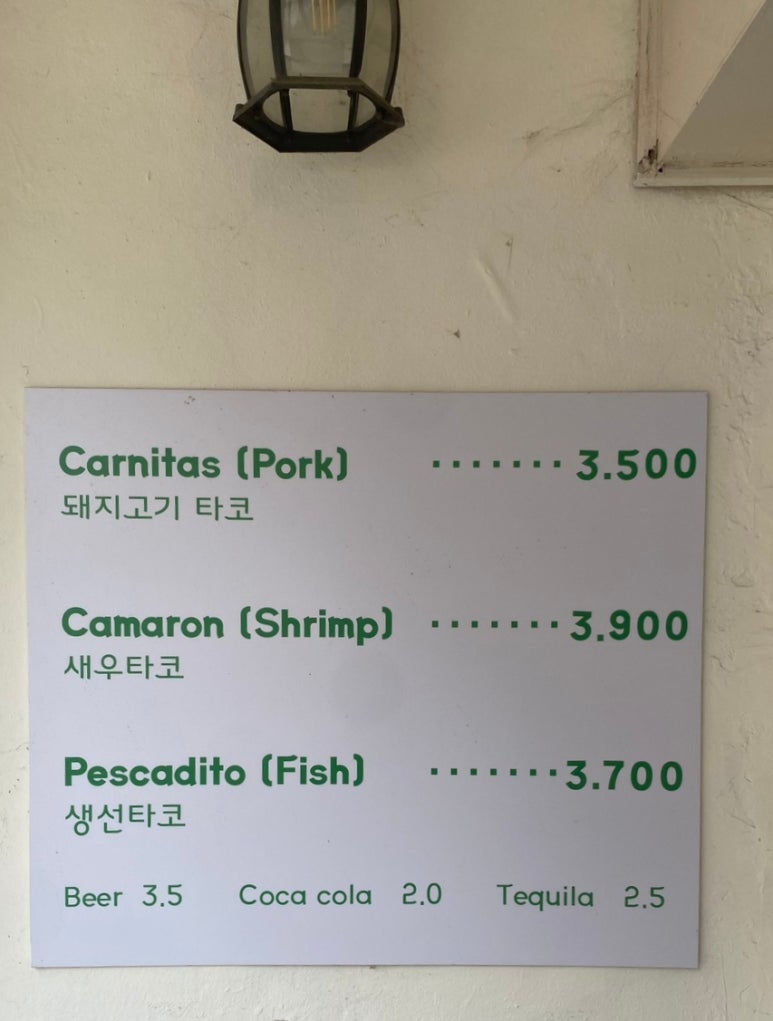 Carnitas (Pork) ....... 3.500
돼지고기 타코
Camaron (Shrimp) ....... 3.900
새우타코
Pescadito (Fish) ....... 3.700
생선타코
Beer 3.5 Coca cola 2.0 Tequila 2.5